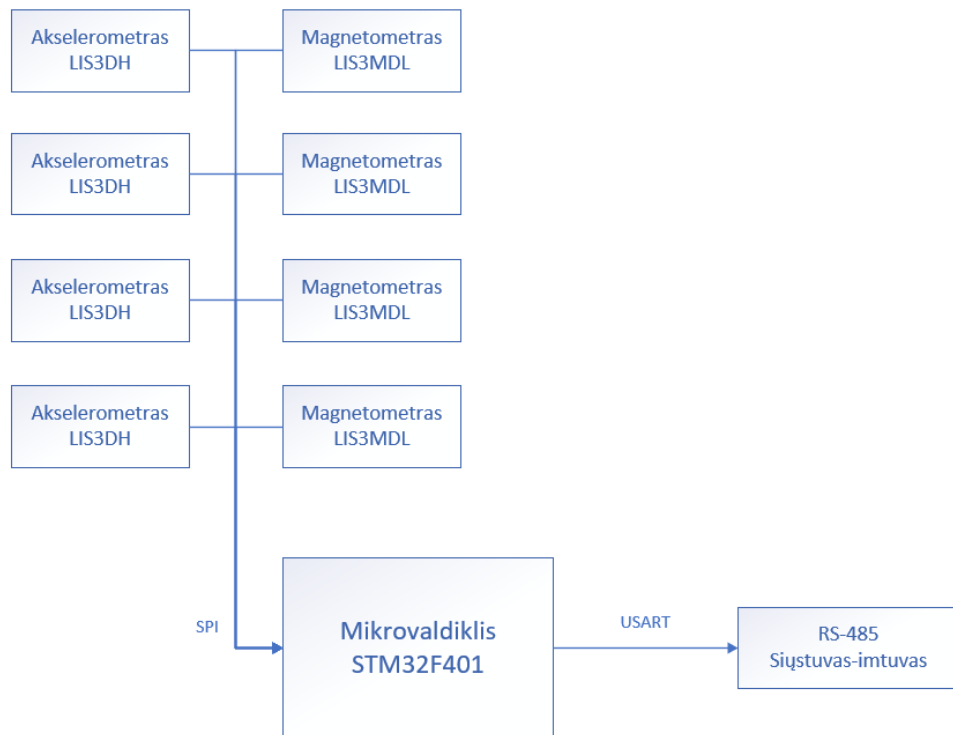 Akselerometras
LIS3DH
Magnetometras
LIS3MDL
Akselerometras
LIS3DH
Magnetometras
LIS3MDL
Akselerometras
LIS3DH
Magnetometras
LIS3MDL
Akselerometras
LIS3DH
Magnetometras
LIS3MDL
SPI
Mikrovaldiklis
STM32F401
USART
RS-485
Siųstuvas-imtuvas